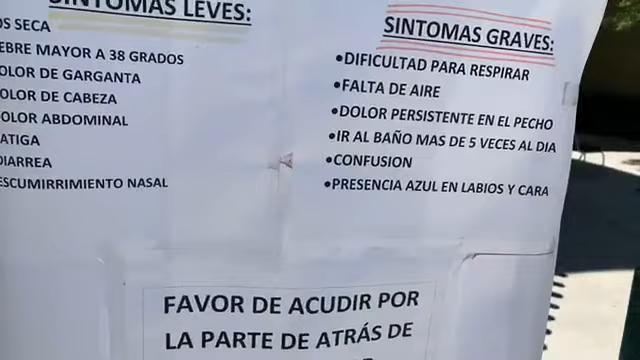 SINTOMAS LEVES:
OS SECA
EBRE MAYOR A 38 GRADOS
OLOR DE GARGANTA
OLOR DE CABEZA
OLOR ABDOMINAL
ATIGA
DIARREA
ESCUMIRRIMIENTO NASAL
SINTOMAS GRAVES:
•DIFICULTAD PARA RESPIRAR
•FALTA DE AIRE
•DOLOR PERSISTENTE EN EL PECHO
•IR AL BAÑO MAS DE 5 VECES AL DIA
•CONFUSION
•PRESENCIA AZUL EN LABIOS Y CARA
FAVOR DE ACUDIR POR
LA PARTE DE ATRÁS DE